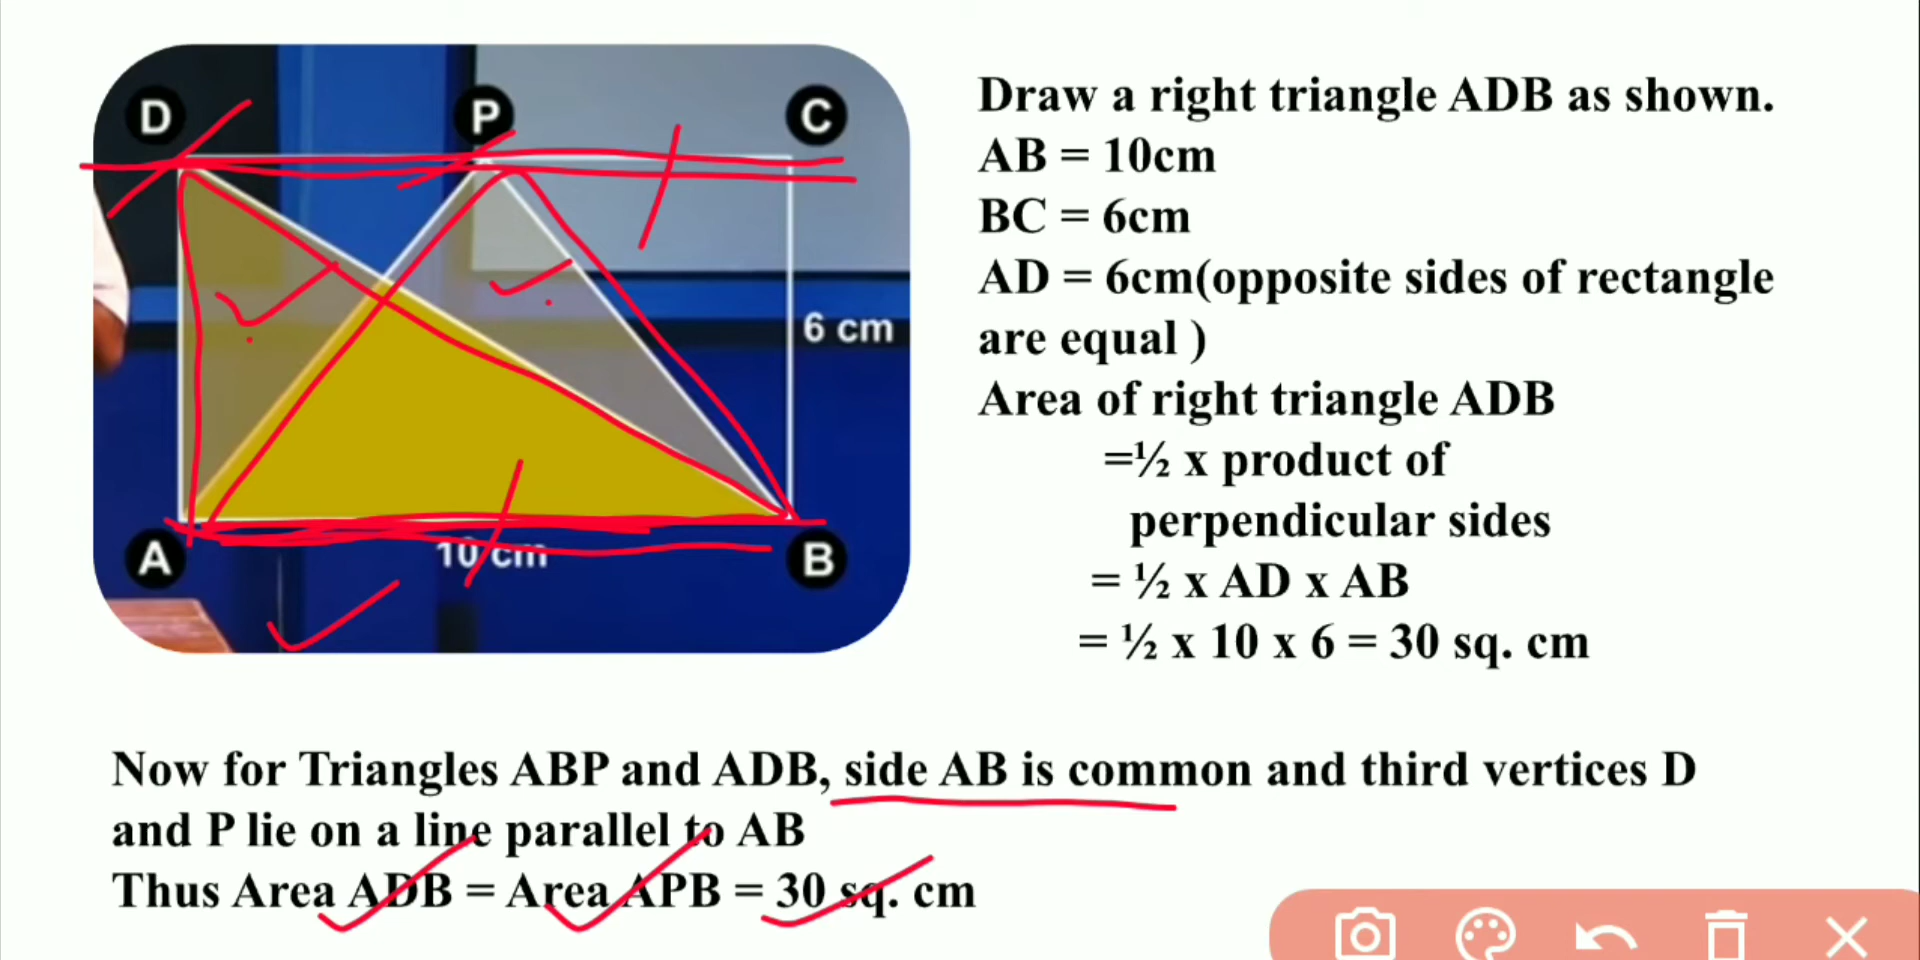 D P C
6 cm
A 10 cm B
Draw a right triangle ADB as shown.
AB = 10cm
BC = 6cm
AD = 6cm(opposite sides of rectangle
are equal )
Area of right triangle ADB
=½ x product of
perpendicular sides
= ½ x AD x AB
= ½ x 10 x 6 = 30 sq. cm
Now for Triangles ABP and ADB, side AB is common and third vertices D
and P lie on a line parallel to AB
Thus Area ADB = Area APB = 30 sq. cm